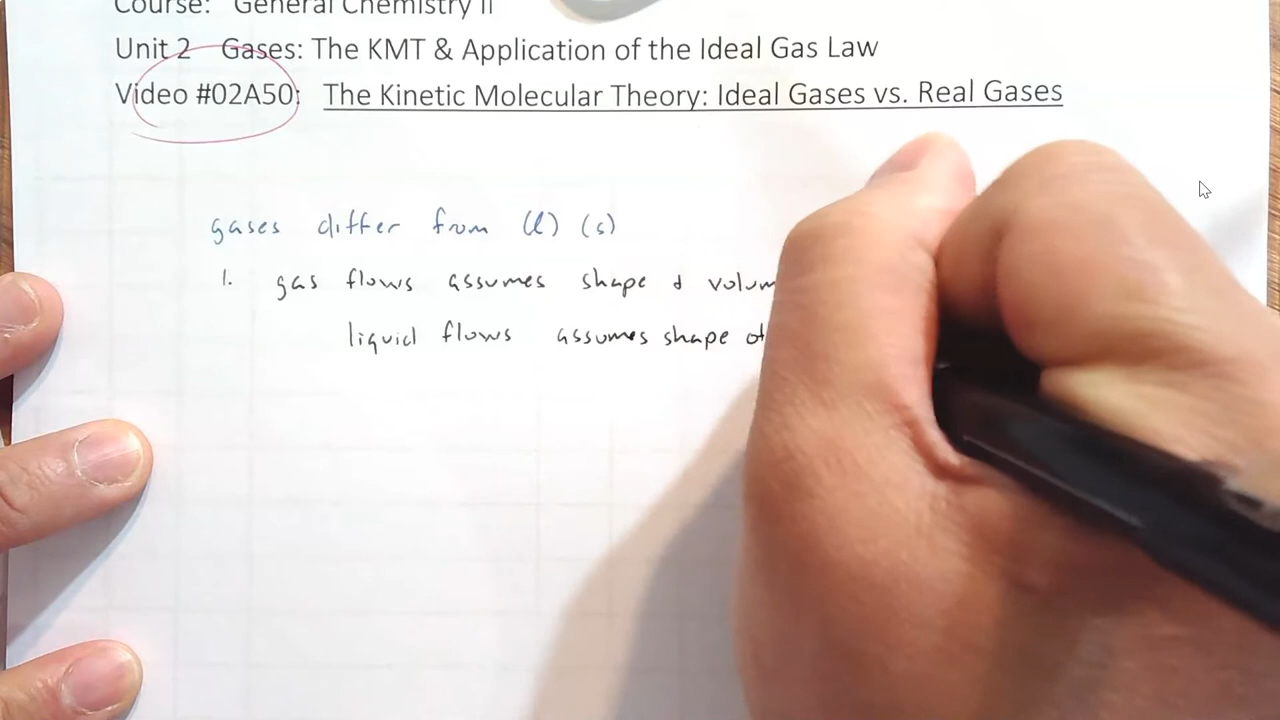 Course: General Chemistry II
Unit 2 Gases: The KMT & Application of the Ideal Gas Law
Video #02A50: The Kinetic Molecular Theory: Ideal Gases vs. Real Gases
gases differ from (l) (s)
1. gas flows assumes shape & volum
liquid flows assumes shape of